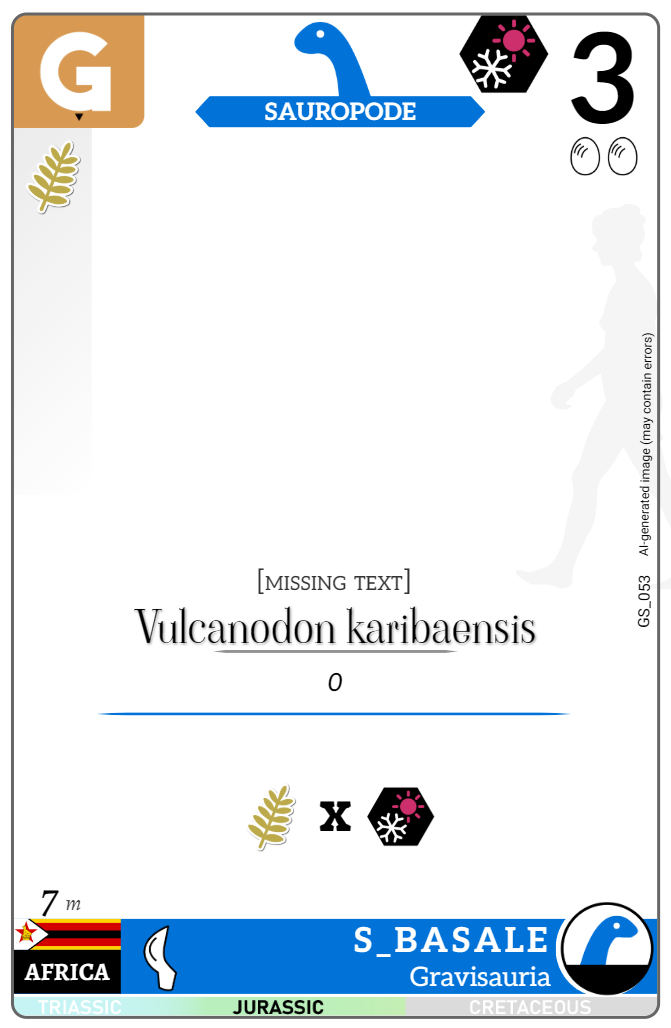 G
SAUROPODE
3
AI-generated image (may contain errors)
GS_053
[MISSING TEXT]
Vulcanodon karibaensis
0
x
7 m
AFRICA
S_BASALE
Gravisauria
TRIASSIC
JURASSIC
CRETACEOUS